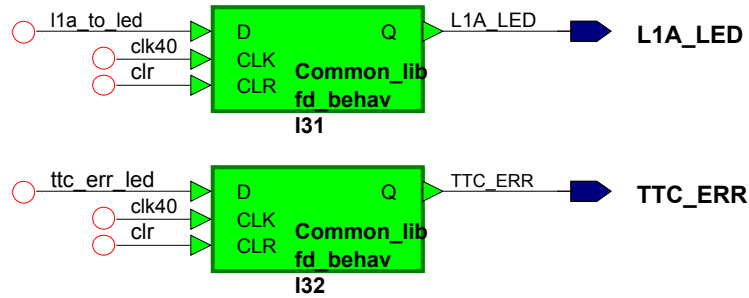 l1a_to_led D Q L1A_LED L1A_LED
clk40 CLK
clr CLR Common_lib
fd_behav
I31
ttc_err_led D Q TTC_ERR TTC_ERR
clk40 CLK
clr CLR Common_lib
fd_behav
I32